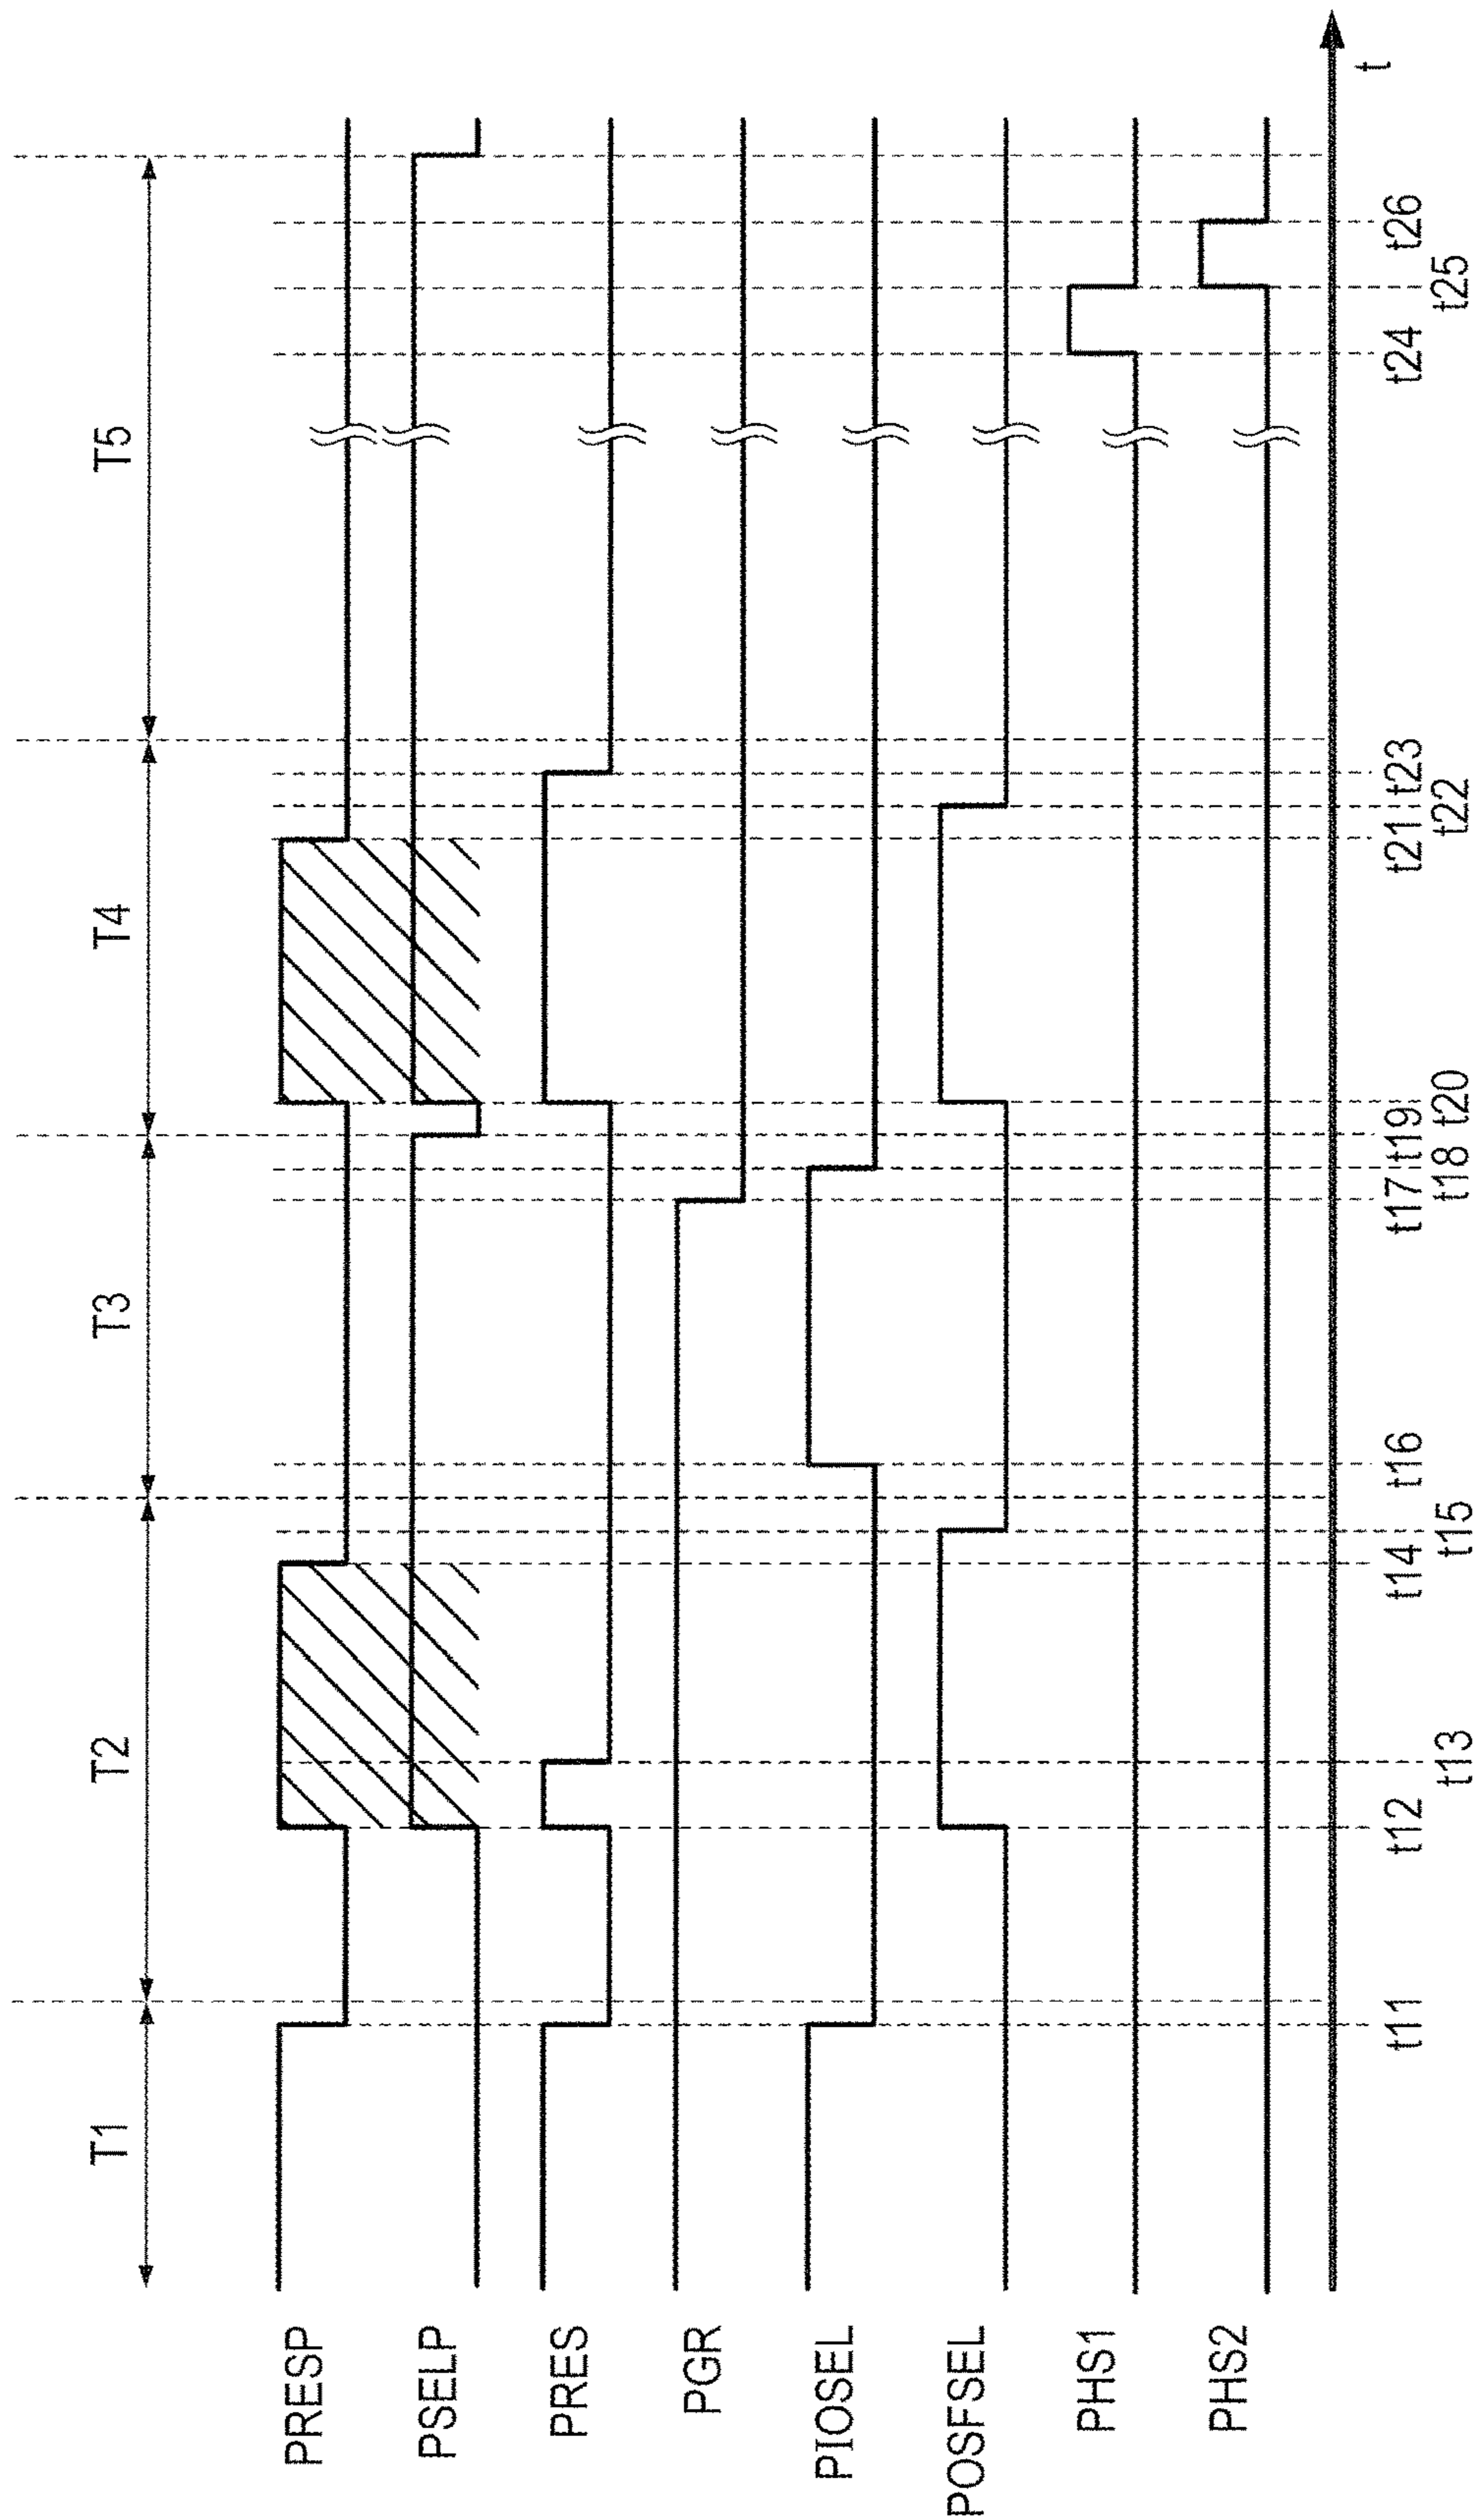 T1
T2
T3
T4
T5
PRESP
PSELP
PRES
PGR
PIOSEL
POSFSEL
PHS1
PHS2
t11
t12
t13
t14
t15
t16
t17
t18
t19
t20
t21
t22
t23
t24
t25
t26
t